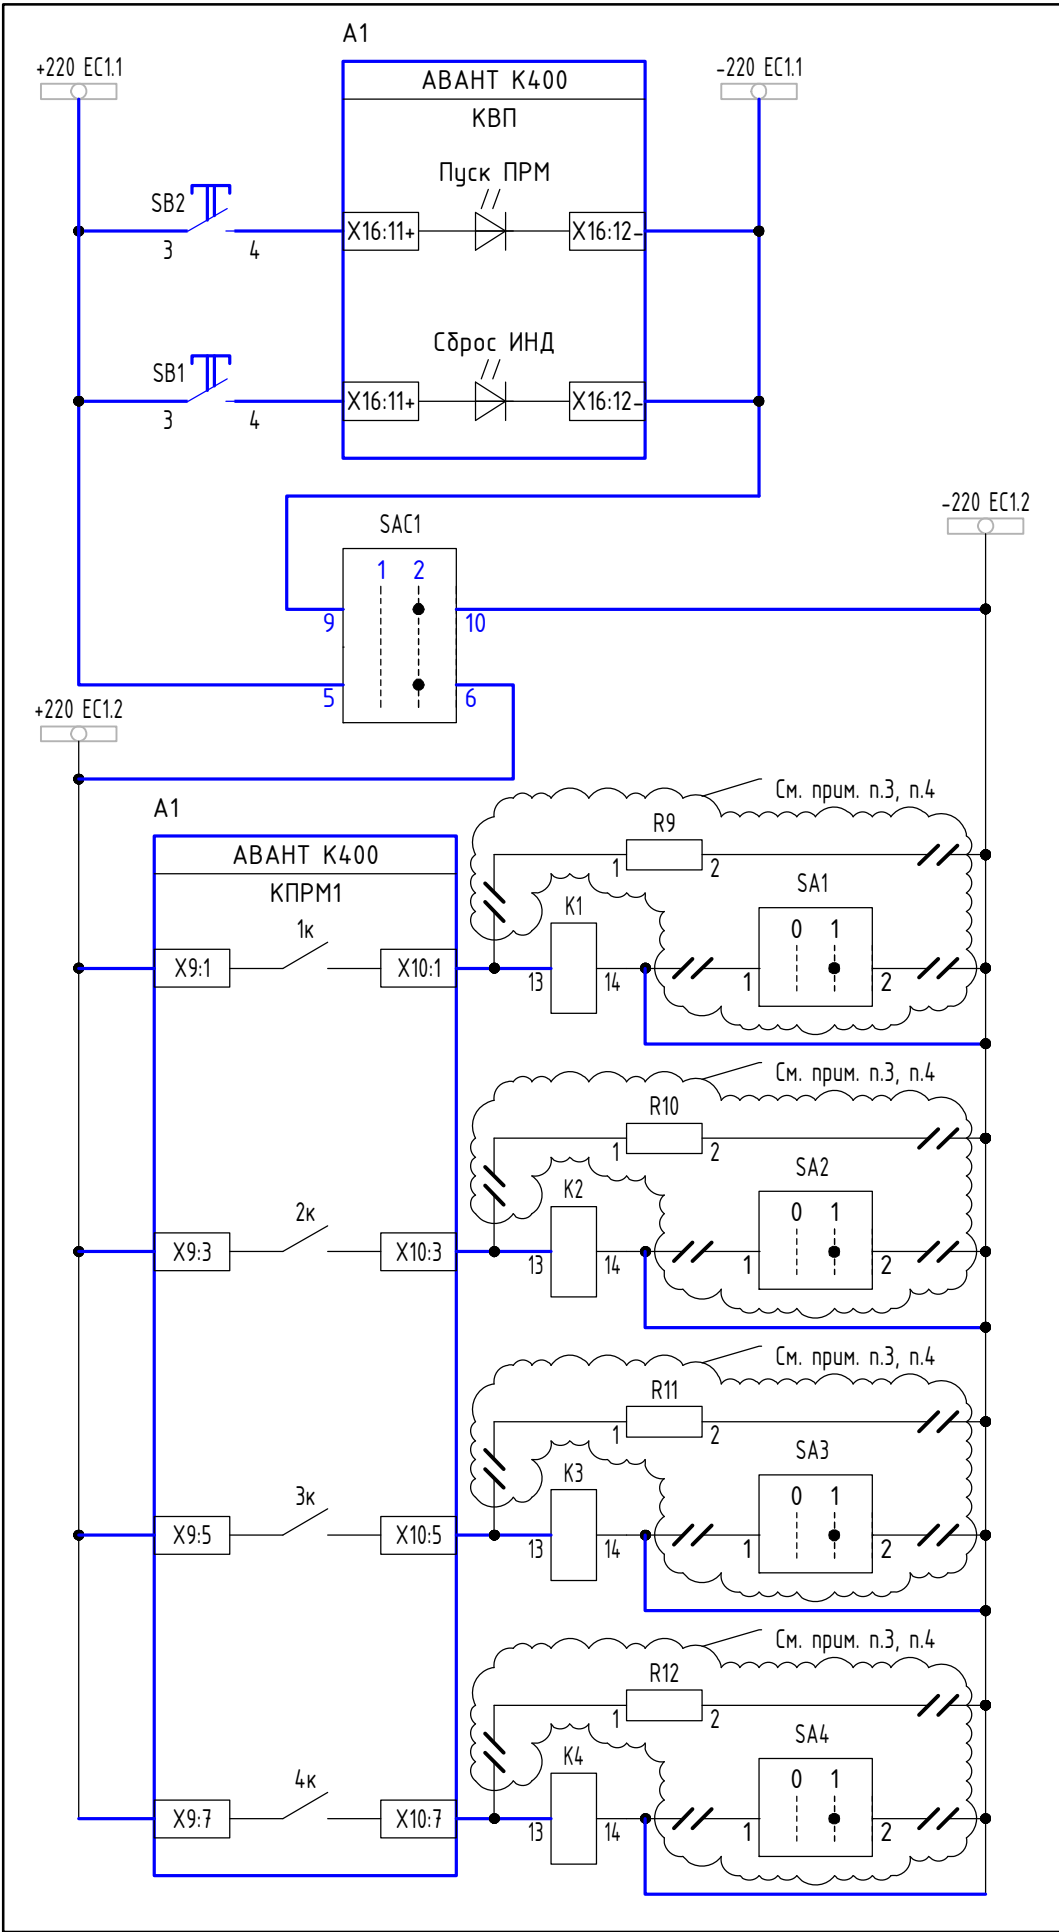 A1
+220 EC1.1
-220 EC1.1
АВАНТ К400
КВП
Пуск ПРМ
SB2
X16:11+
X16:12-
3
4
Сброс ИНД
SB1
X16:11+
X16:12-
3
4
-220 EC1.2
SAC1
1 2
9
10
5
6
+220 EC1.2
A1
См. прим. п.3, п.4
АВАНТ К400
R9
1
2
КПРМ1
SA1
K1
0 1
1к
X9:1
X10:1
13
14
1
2
См. прим. п.3, п.4
R10
1
2
SA2
K2
0 1
2к
X9:3
X10:3
13
14
1
2
См. прим. п.3, п.4
R11
1
2
SA3
K3
0 1
3к
X9:5
X10:5
13
14
1
2
См. прим. п.3, п.4
R12
1
2
SA4
K4
0 1
4к
X9:7
X10:7
13
14
1
2